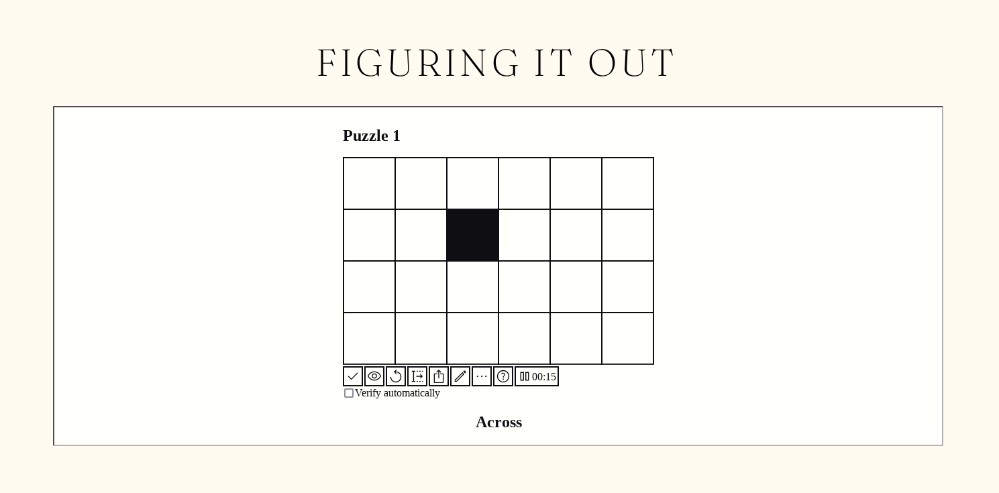 FIGURING IT OUT
Puzzle 1
00:15
Verify automatically
Across